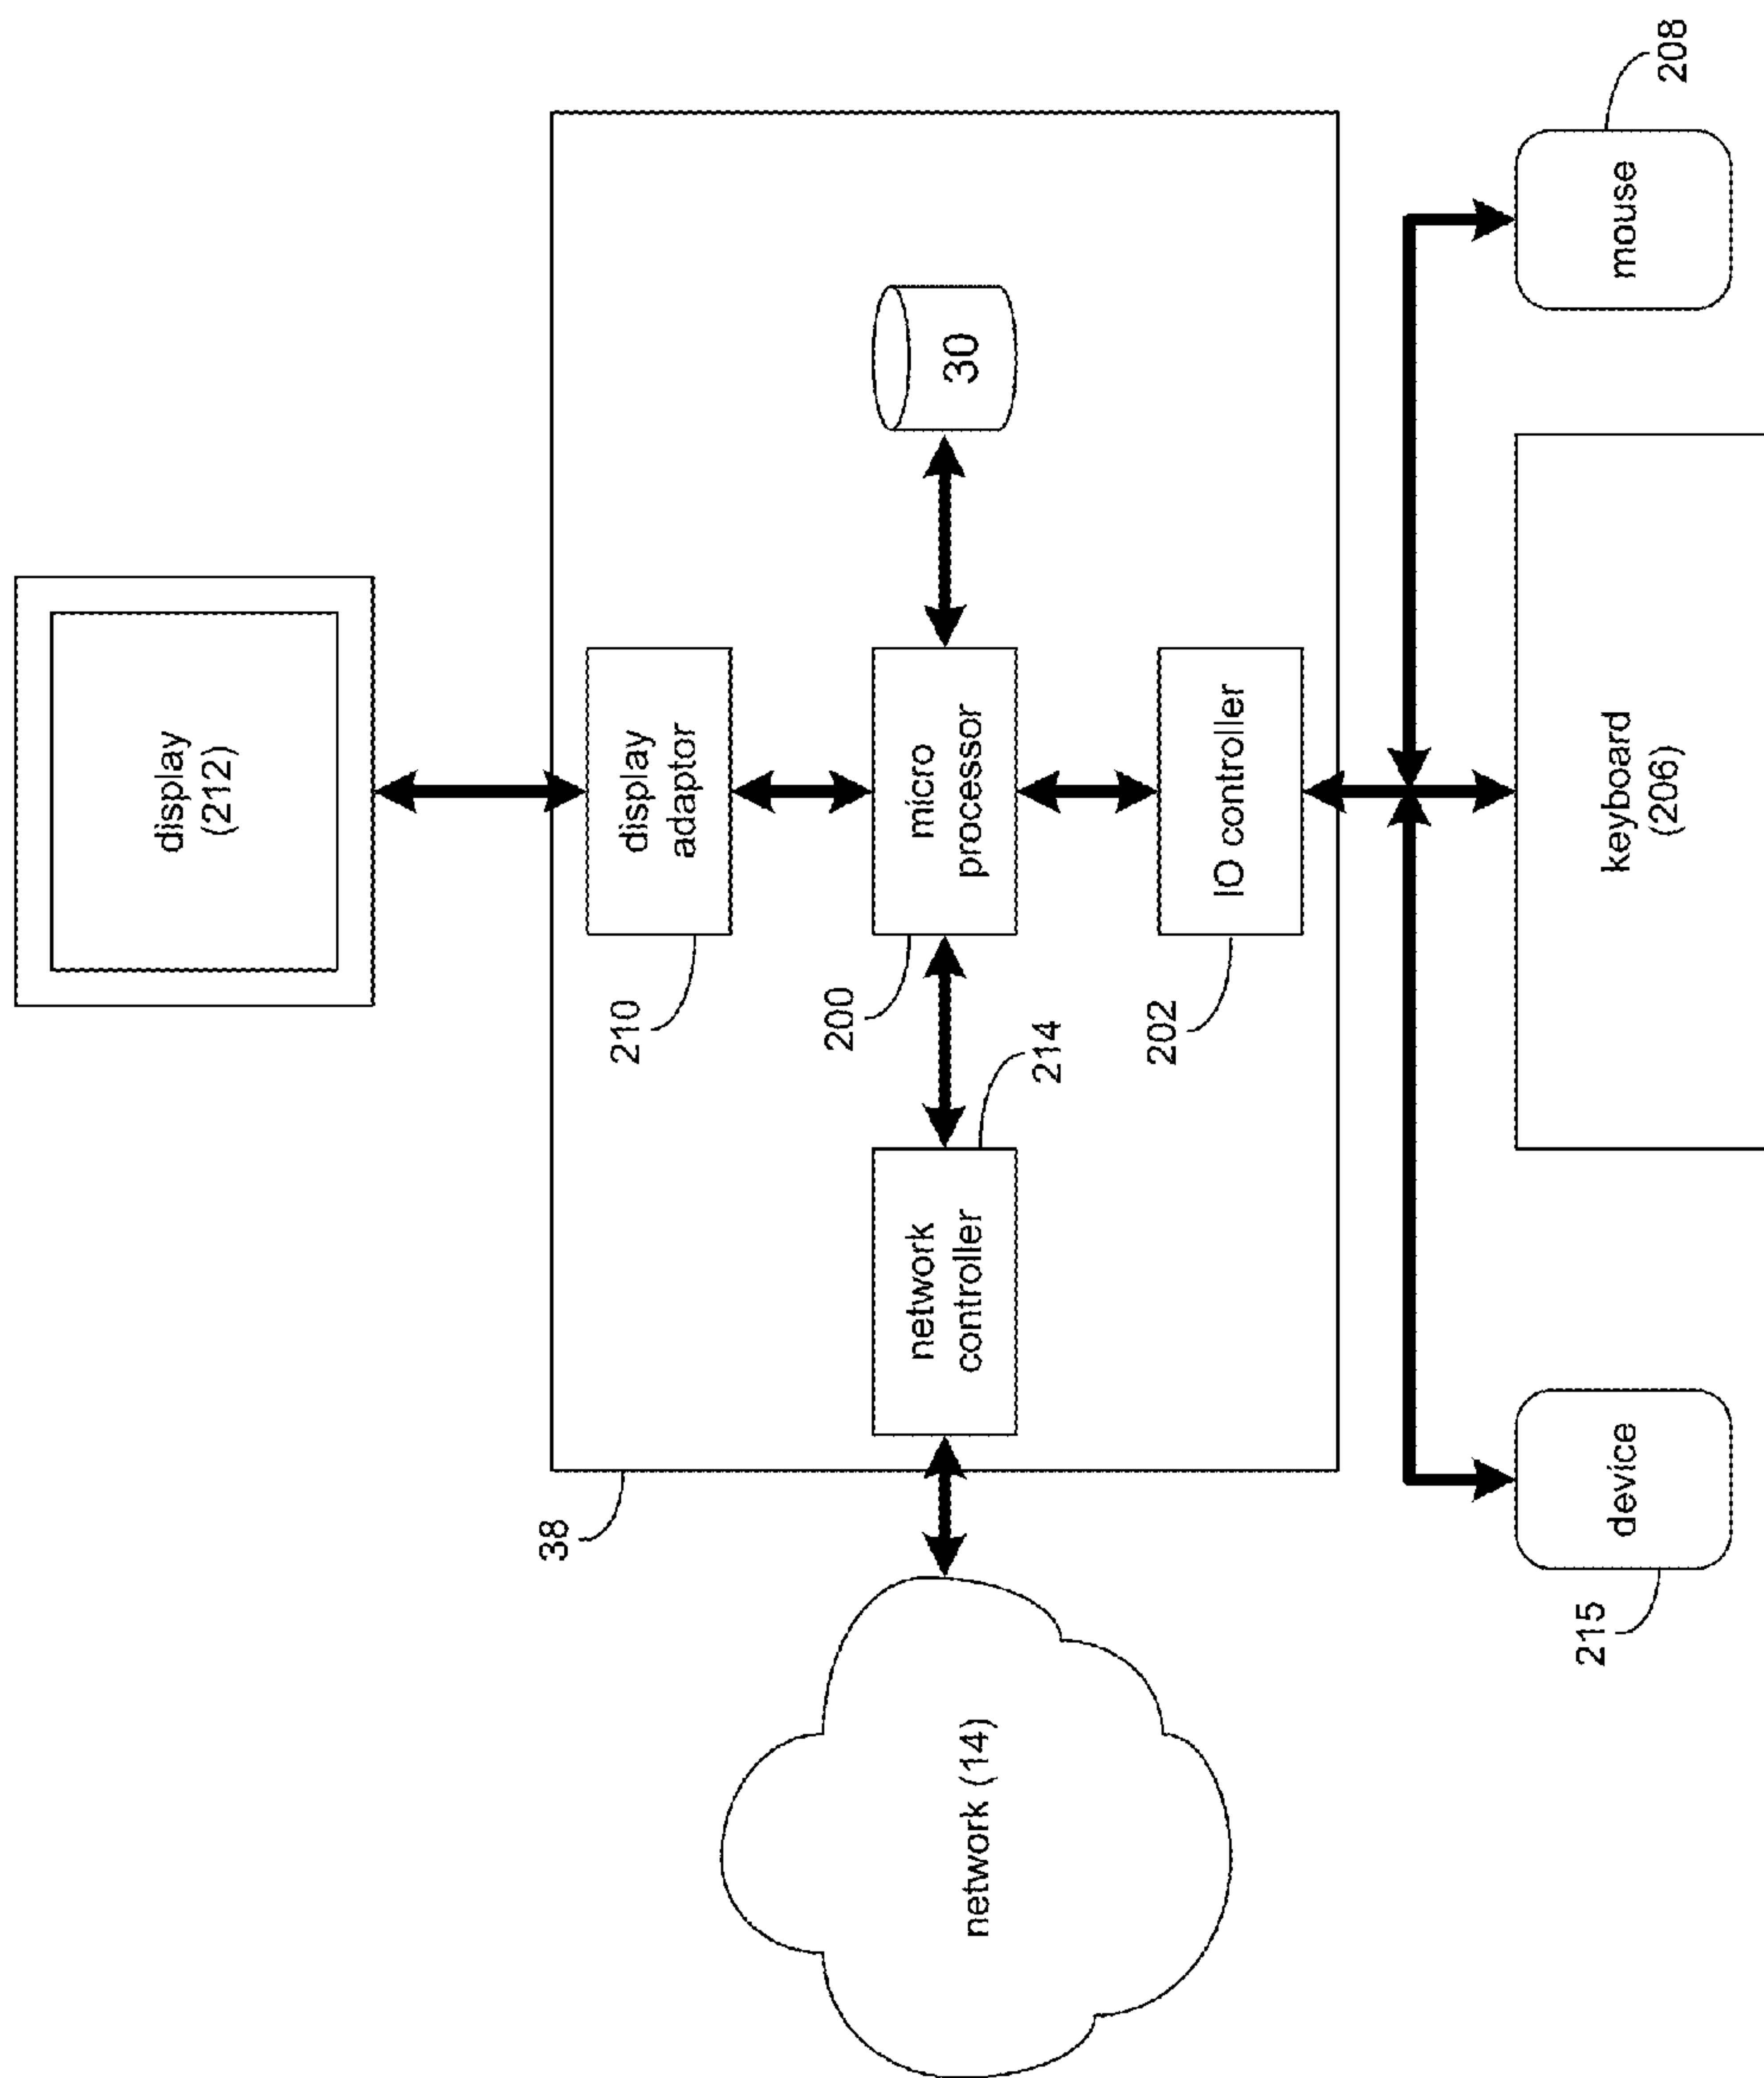 display
(212)
display
adaptor
210
micro
processor
200
30
network
controller
214
IO controller
202
38
network (14)
device
215
keyboard
(206)
mouse
208